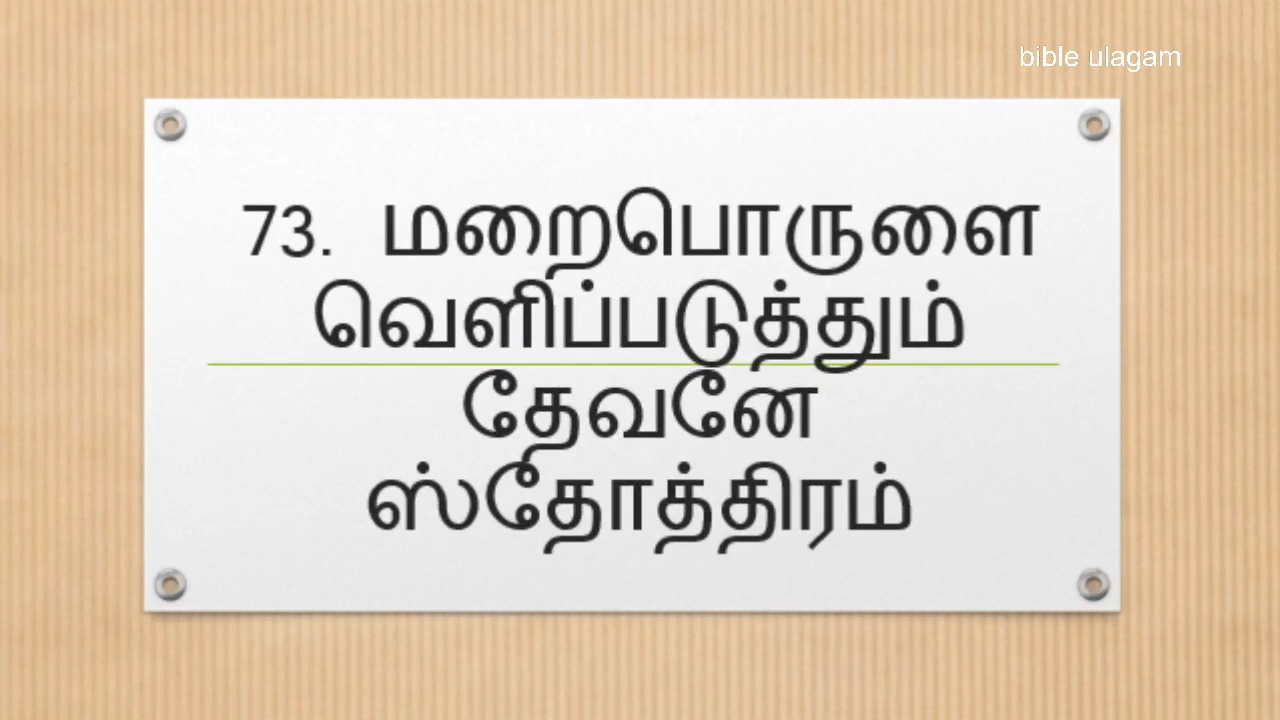 bible ulagam
73. மறைபொருளை
வெளிப்படுத்தும்
தேவனே
ஸ்தோத்திரம்